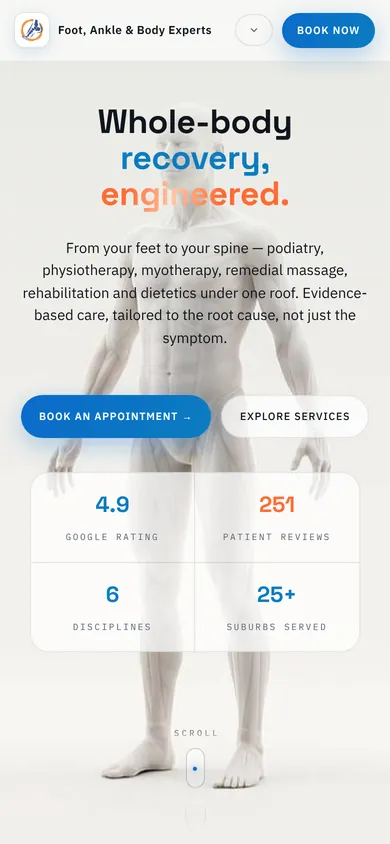 Foot, Ankle & Body Experts
BOOK NOW
Whole-body
recovery,
engineered.
From your feet to your spine — podiatry,
physiotherapy, myotherapy, remedial massage,
rehabilitation and dietetics under one roof. Evidence-
based care, tailored to the root cause, not just the
symptom.
BOOK AN APPOINTMENT →
EXPLORE SERVICES
4.9
GOOGLE RATING
251
PATIENT REVIEWS
6
DISCIPLINES
25+
SUBURBS SERVED
SCROLL